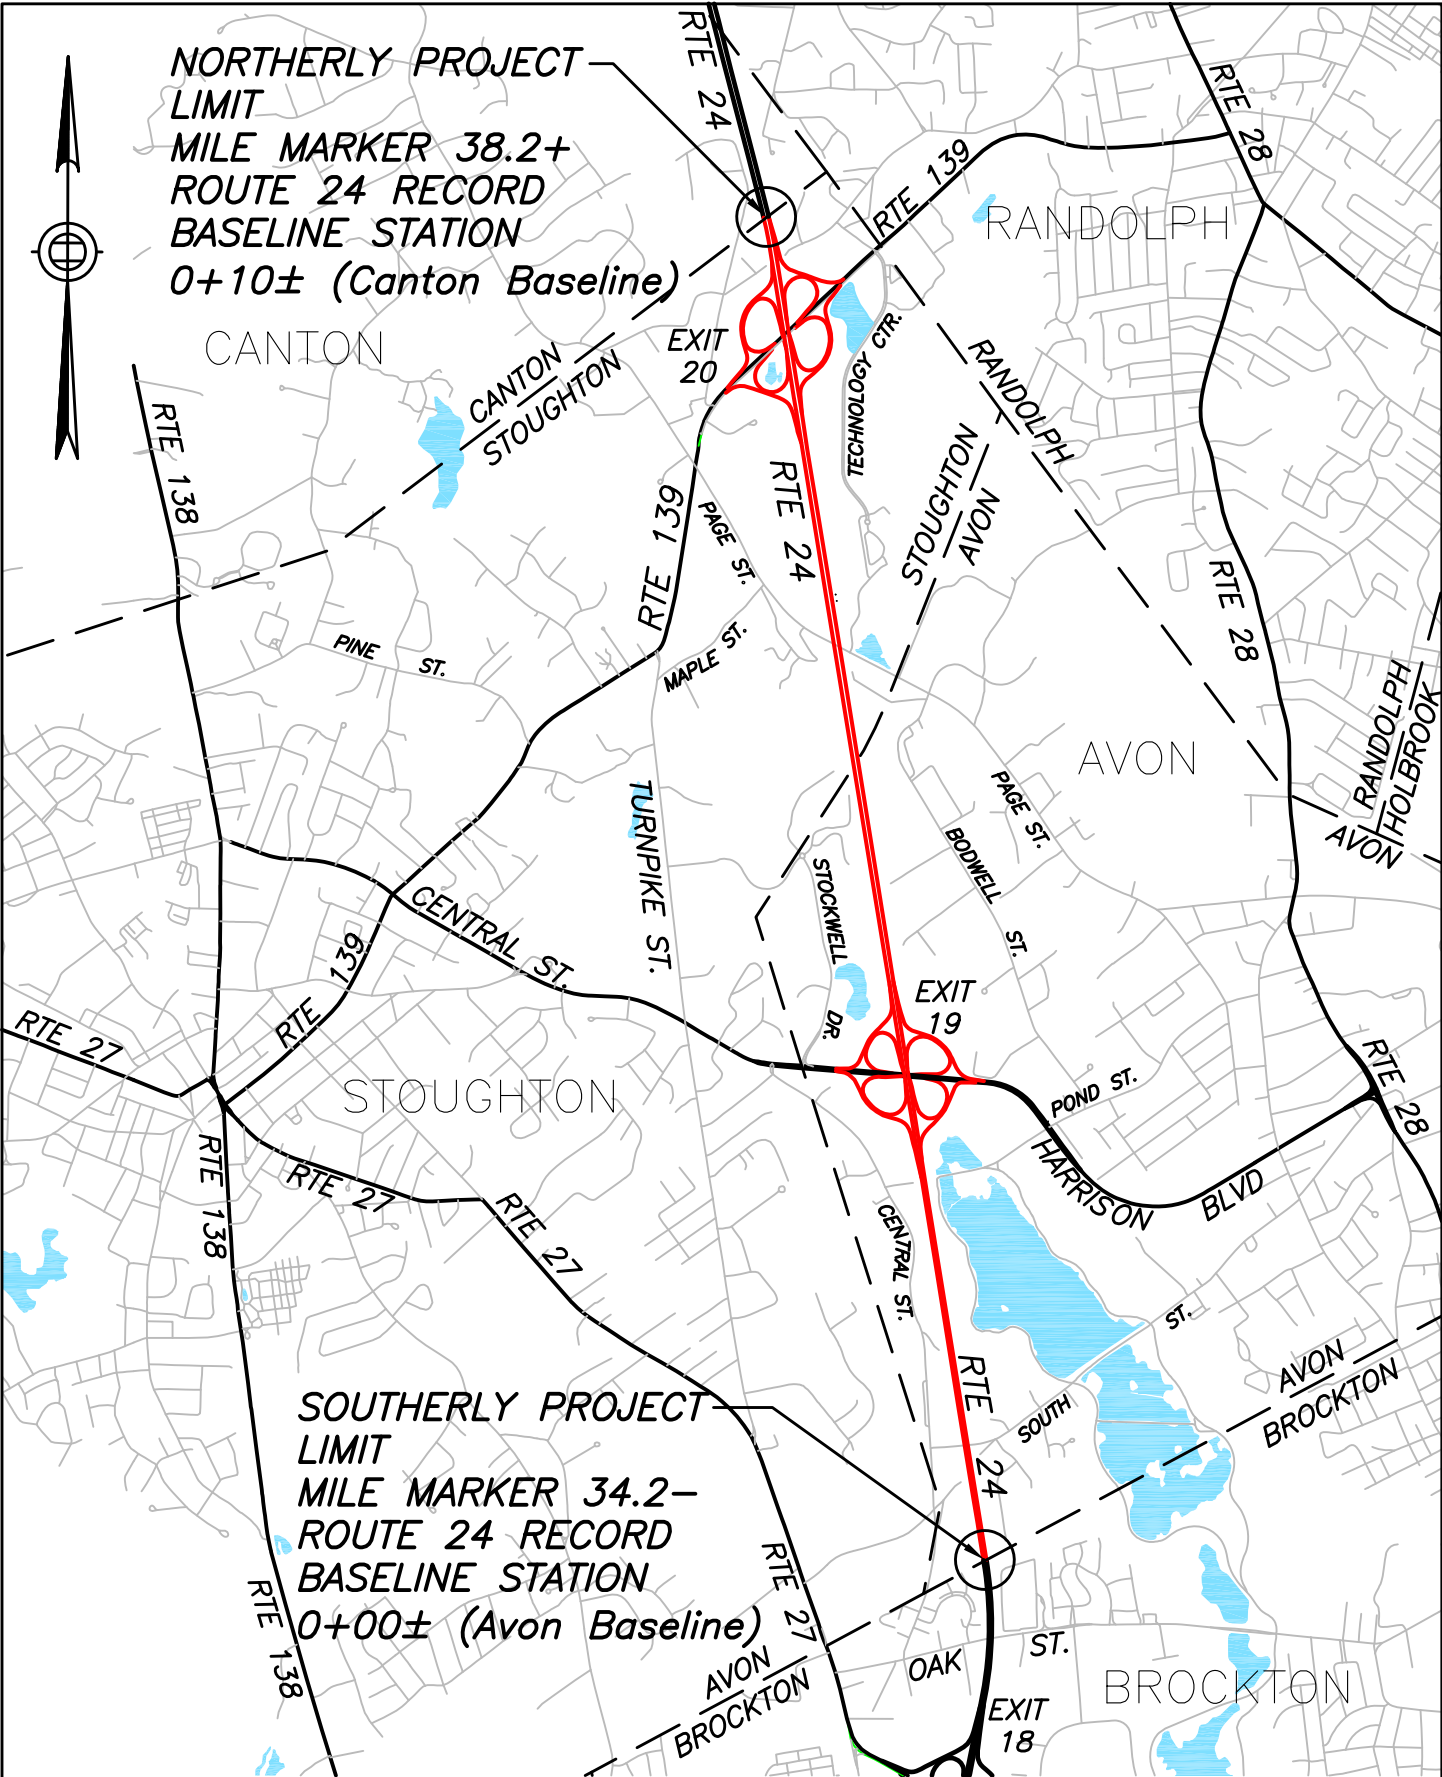 NORTHERLY PROJECT
LIMIT
MILE MARKER 38.2+
ROUTE 24 RECORD
BASELINE STATION
0+10± (Canton Baseline)
RTE 24
RTE 28
RTE 139
RANDOLPH
CANTON
EXIT
20
CANTON
STOUGHTON
TECHNOLOGY CTR.
RANDOLPH
RANDOLPH
STOUGHTON
AVON
RTE 138
RTE 139
PAGE ST.
RTE 24
RTE 28
PINE ST.
MAPLE ST.
RANDOLPH
HOLBROOK
AVON
AVON
TURNPIKE ST.
PAGE ST.
BODWELL ST.
STOCKWELL DR.
CENTRAL ST.
RTE 139
EXIT
19
RTE 27
RTE 28
STOUGHTON
POND ST.
HARRISON BLVD
RTE 138
RTE 27
RTE 27
CENTRAL ST.
SOUTH ST.
RTE 24
AVON
BROCKTON
SOUTHERLY PROJECT
LIMIT
MILE MARKER 34.2-
ROUTE 24 RECORD
BASELINE STATION
0+00± (Avon Baseline)
RTE 27
RTE 138
OAK ST.
AVON
BROCKTON
BROCKTON
EXIT
18